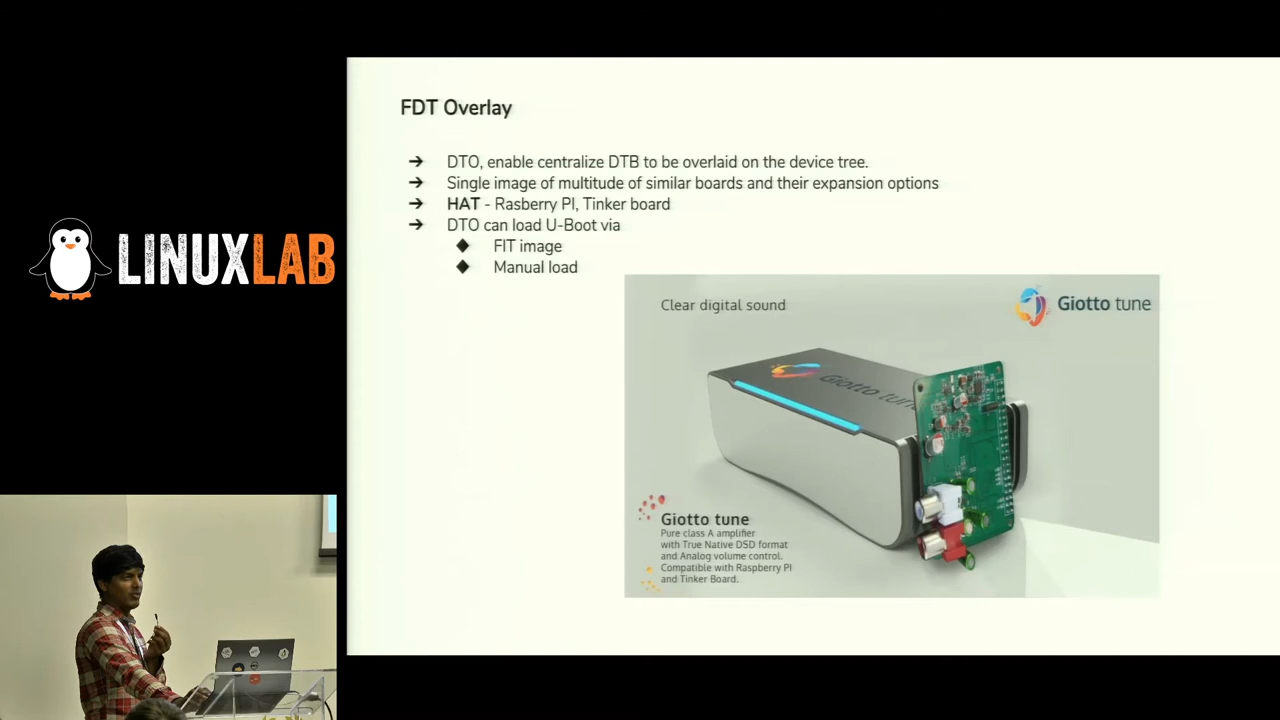 FDT Overlay
➔ DTO, enable centralize DTB to be overlaid on the device tree.
➔ Single image of multitude of similar boards and their expansion options
➔ HAT - Rasberry PI, Tinker board
➔ DTO can load U-Boot via
◆ FIT image
◆ Manual load
LINUXLAB
Clear digital sound
Giotto tune
Giotto tune
Giotto tune
Pure class A amplifier
with True Native DSD format
and Analog volume control.
Compatible with Raspberry PI
and Tinker Board.